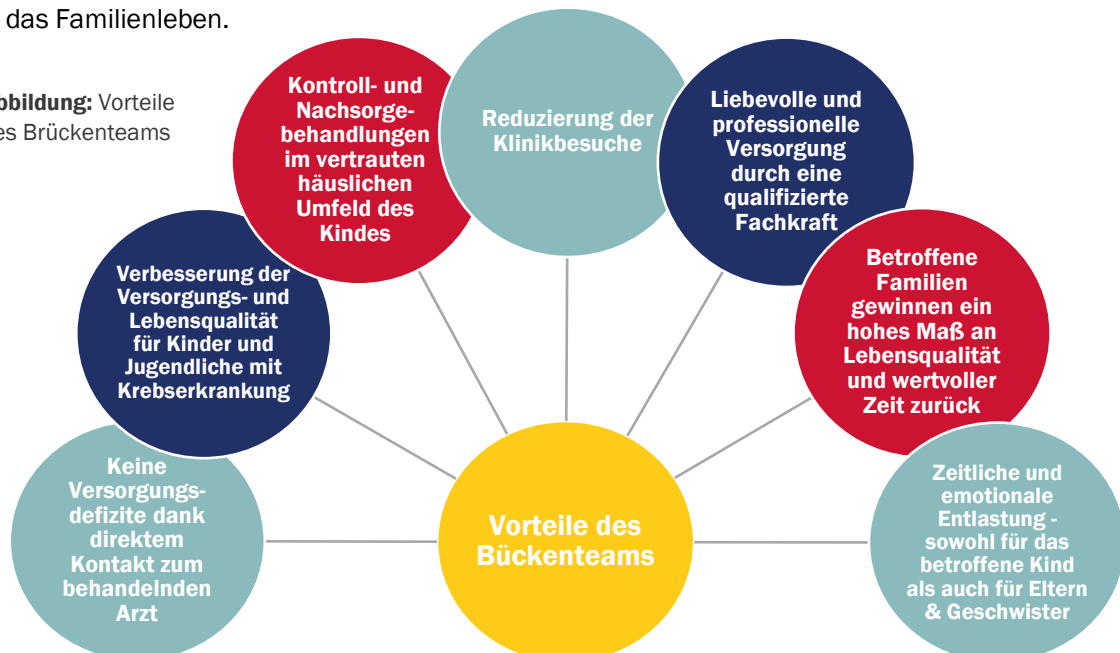 das Familienleben.
bbildung: Vorteile
es Brückenteams
Keine
Versorgungs-
defizite dank
direktem
Kontakt zum
behandelnden
Arzt
Verbesserung der
Versorgungs- und
Lebensqualität
für Kinder und
Jugendliche mit
Krebserkrankung
Kontroll- und
Nachsorge-
behandlungen
im vertrauten
häuslichen
Umfeld des
Kindes
Reduzierung der
Klinikbesuche
Liebevolle und
professionelle
Versorgung
durch eine
qualifizierte
Fachkraft
Betroffene
Familien
gewinnen ein
hohes Maß an
Lebensqualität
und wertvoller
Zeit zurück
Zeitliche und
emotionale
Entlastung -
sowohl für das
betroffene Kind
als auch für Eltern
& Geschwister
Vorteile des
Bückenteams